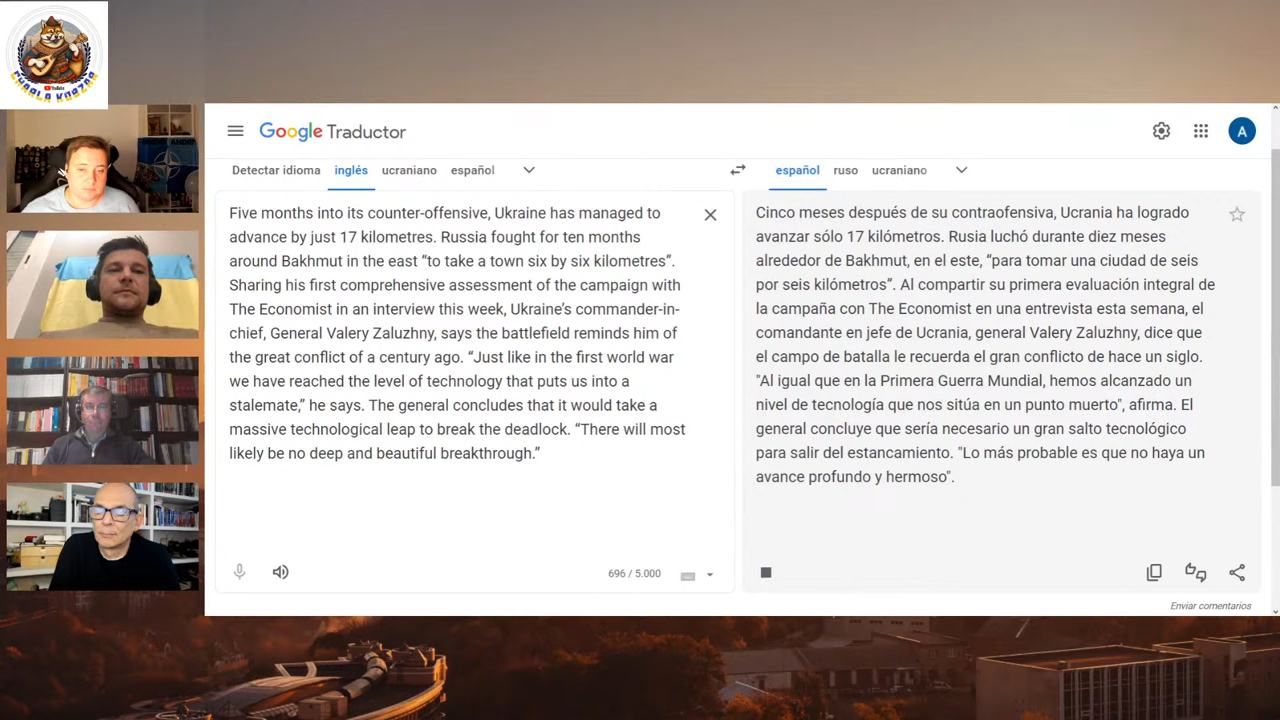 CHARLA KOBZAR
YouTube
Google Traductor
A
Detectar idioma inglés ucraniano español
español ruso ucraniano
Five months into its counter-offensive, Ukraine has managed to
advance by just 17 kilometres. Russia fought for ten months
around Bakhmut in the east “to take a town six by six kilometres”.
Sharing his first comprehensive assessment of the campaign with
The Economist in an interview this week, Ukraine’s commander-in-
chief, General Valery Zaluzhny, says the battlefield reminds him of
the great conflict of a century ago. “Just like in the first world war
we have reached the level of technology that puts us into a
stalemate,” he says. The general concludes that it would take a
massive technological leap to break the deadlock. “There will most
likely be no deep and beautiful breakthrough.”
696 / 5.000
Cinco meses después de su contraofensiva, Ucrania ha logrado
avanzar sólo 17 kilómetros. Rusia luchó durante diez meses
alrededor de Bakhmut, en el este, “para tomar una ciudad de seis
por seis kilómetros”. Al compartir su primera evaluación integral de
la campaña con The Economist en una entrevista esta semana, el
comandante en jefe de Ucrania, general Valery Zaluzhny, dice que
el campo de batalla le recuerda el gran conflicto de hace un siglo.
"Al igual que en la Primera Guerra Mundial, hemos alcanzado un
nivel de tecnología que nos sitúa en un punto muerto", afirma. El
general concluye que sería necesario un gran salto tecnológico
para salir del estancamiento. "Lo más probable es que no haya un
avance profundo y hermoso".
Enviar comentarios